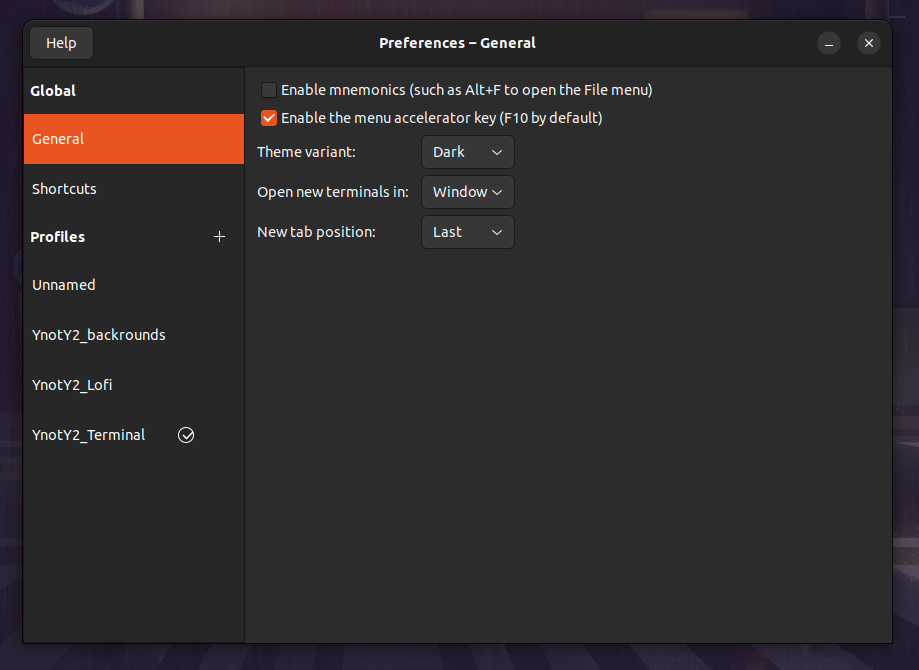 Help
Preferences – General
Global
General
Shortcuts
Profiles
Unnamed
YnotY2_backrounds
YnotY2_Lofi
YnotY2_Terminal
Enable mnemonics (such as Alt+F to open the File menu)
Enable the menu accelerator key (F10 by default)
Theme variant: Dark
Open new terminals in: Window
New tab position: Last